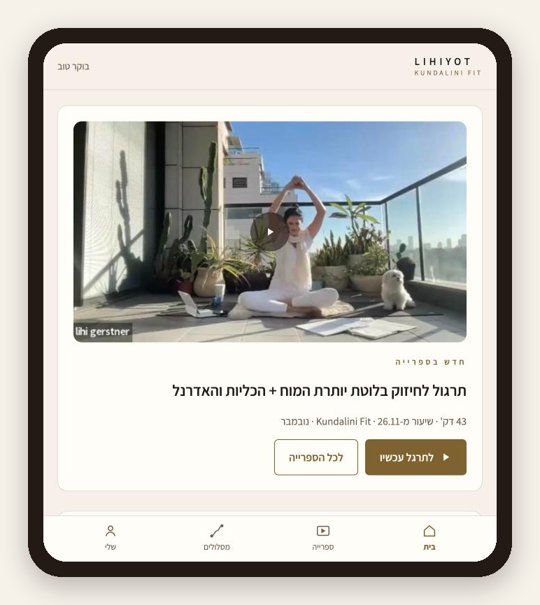 LIHIYOT
KUNDALINI FIT
בוקר טוב
lihi gerstner
חדש בספרייה
תרגול לחיזוק בלוטת יותרת המוח + הכליות והאדרנל
43 דק' · שיעור מ-26.11 · Kundalini Fit · נובמבר
לתרגל עכשיו
לכל הספרייה
בית
ספרייה
מסלולים
שלי